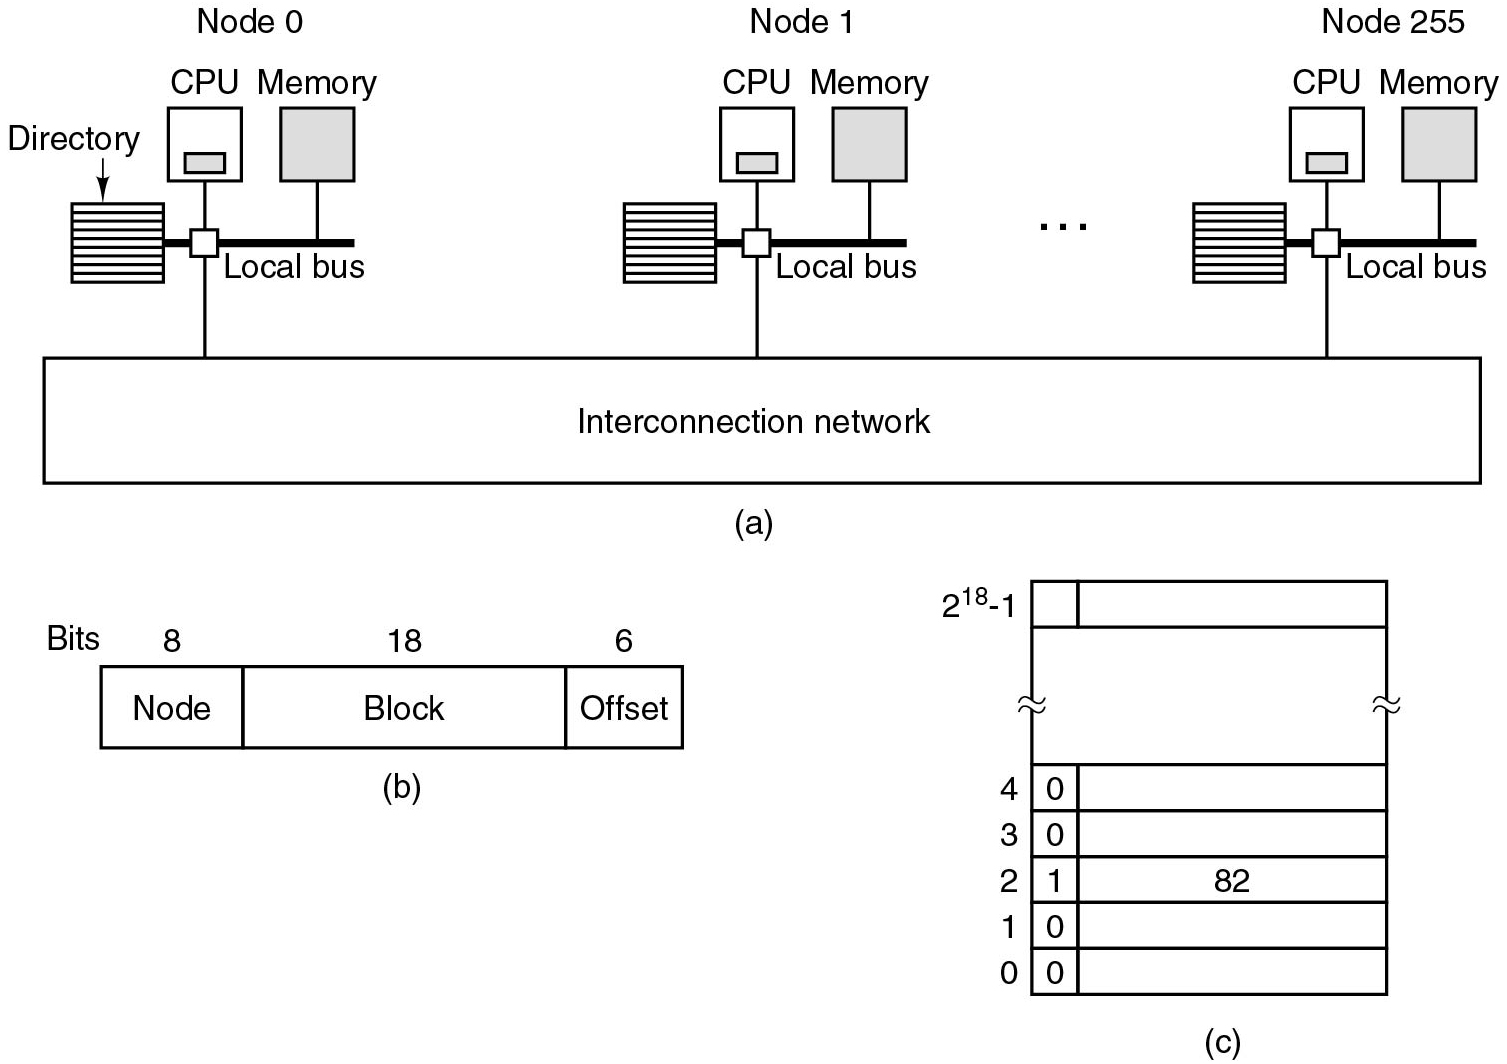 Node 0 Node 1 Node 255
CPU Memory CPU Memory CPU Memory
Directory
...
Local bus Local bus Local bus
Interconnection network
(a)
Bits 8 18 6
Node Block Offset
(b)
2^18-1
4 0
3 0
2 1 82
1 0
0 0
(c)